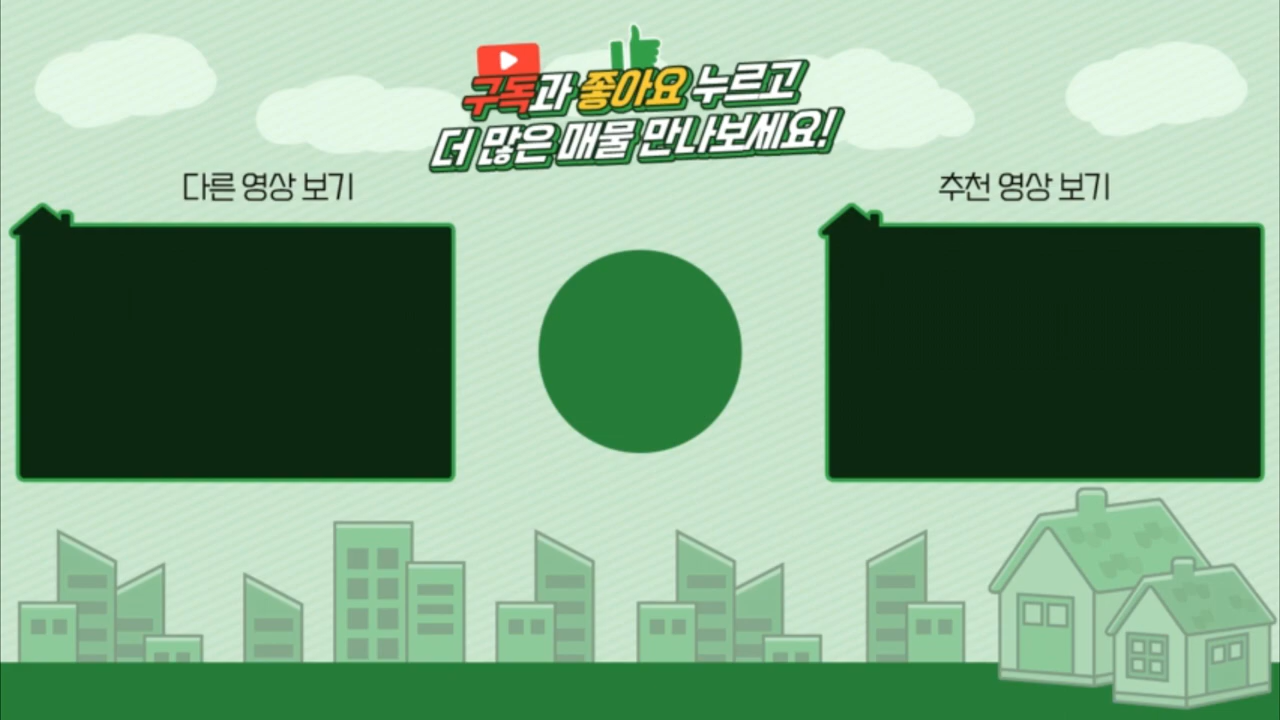 구독과 좋아요 누르고
더 많은 매물 만나보세요!
다른 영상 보기
추천 영상 보기